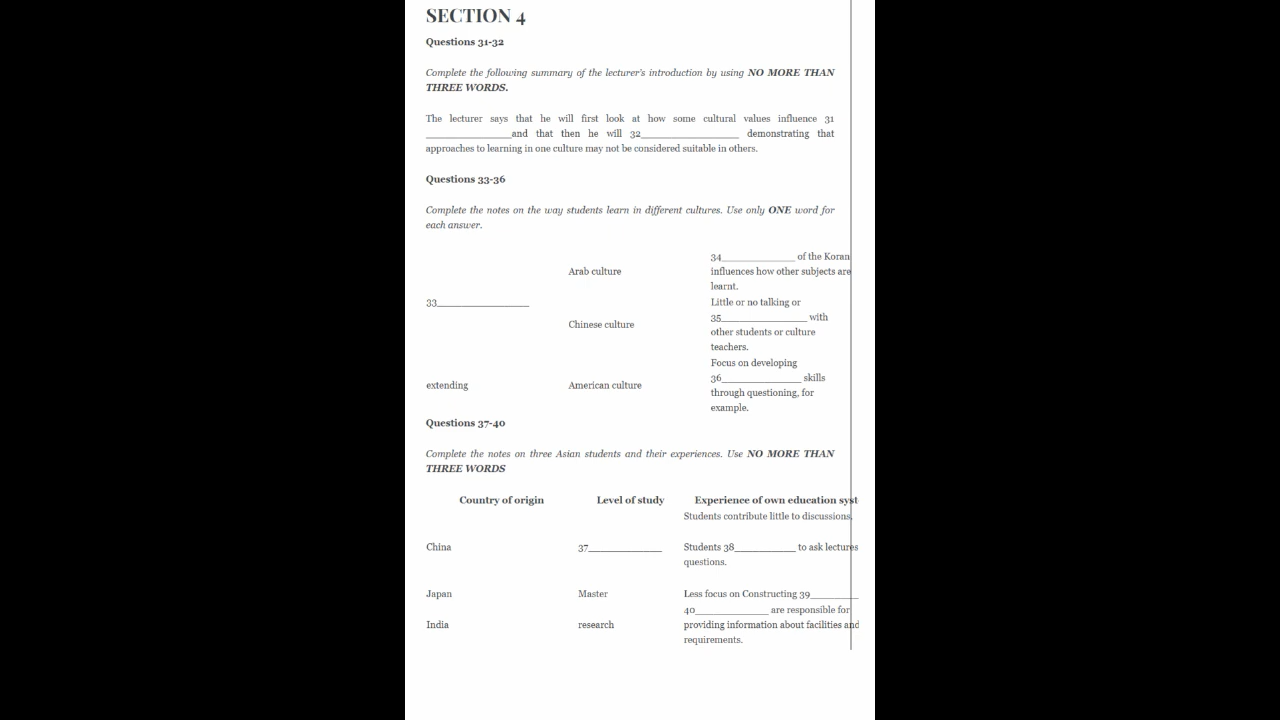 SECTION 4
Questions 31-32
Complete the following summary of the lecturer's introduction by using NO MORE THAN
THREE WORDS.
The lecturer says that he will first look at how some cultural values influence 31
________________and that then he will 32__________________ demonstrating that
approaches to learning in one culture may not be considered suitable in others.
Questions 33-36
Complete the notes on the way students learn in different cultures. Use only ONE word for
each answer.
34______________ of the Koran
Arab culture
influences how other subjects are
learnt.
33_________________
Little or no talking or
35________________ with
Chinese culture
other students or culture
teachers.
Focus on developing
36_______________ skills
extending
American culture
through questioning, for
example.
Questions 37-40
Complete the notes on three Asian students and their experiences. Use NO MORE THAN
THREE WORDS
Country of origin Level of study Experience of own education syst
Students contribute little to discussions.
China 37______________ Students 38____________ to ask lectures
questions.
Japan Master Less focus on Constructing 39_________
40______________ are responsible for
India research providing information about facilities and
requirements.